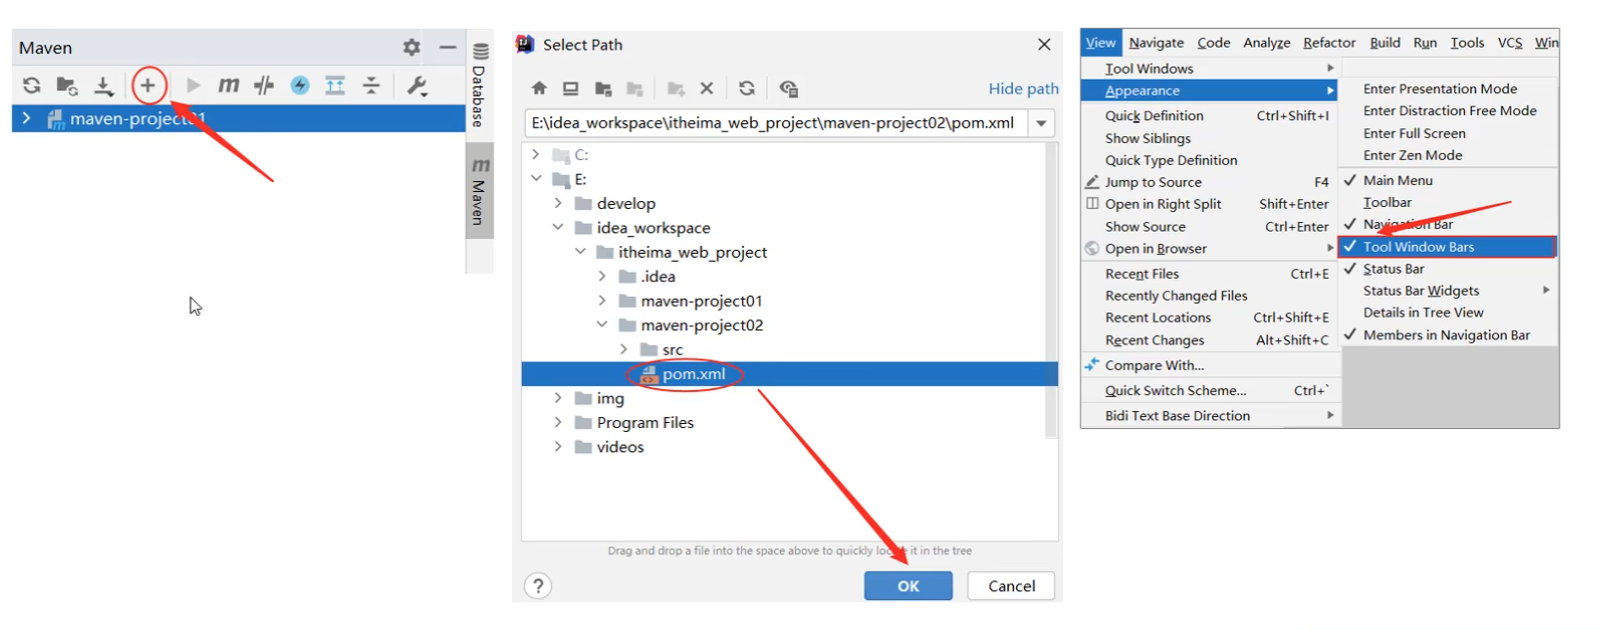 Maven
maven-project01
Database
m Maven
Select Path
Hide path
E:\idea_workspace\itheima_web_project\maven-project02\pom.xml
C:
E:
develop
idea_workspace
itheima_web_project
.idea
maven-project01
maven-project02
src
pom.xml
img
Program Files
videos
Drag and drop a file into the space above to quickly locate it in the tree
?
OK
Cancel
View Navigate Code Analyze Refactor Build Run Tools VCS Win
Tool Windows
Appearance
Quick Definition Ctrl+Shift+I
Show Siblings
Quick Type Definition
Jump to Source F4
Open in Right Split Shift+Enter
Show Source Ctrl+Enter
Open in Browser
Recent Files Ctrl+E
Recently Changed Files
Recent Locations Ctrl+Shift+E
Recent Changes Alt+Shift+C
Compare With...
Quick Switch Scheme... Ctrl+`
Bidi Text Base Direction
Enter Presentation Mode
Enter Distraction Free Mode
Enter Full Screen
Enter Zen Mode
Main Menu
Toolbar
Navigation Bar
Tool Window Bars
Status Bar
Status Bar Widgets
Details in Tree View
Members in Navigation Bar